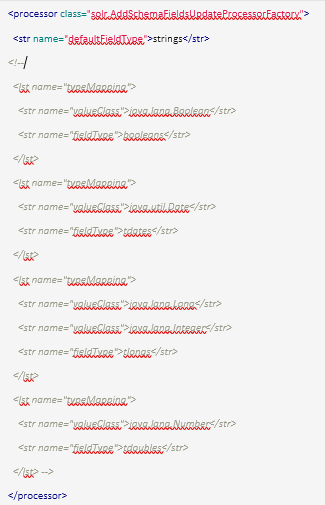 <processor class="solr.AddSchemaFieldsUpdateProcessorFactory">
<str name="defaultFieldType">strings</str>
<!--
<lst name="typeMapping">
<str name="valueClass">java.lang.Boolean</str>
<str name="fieldType">booleans</str>
</lst>
<lst name="typeMapping">
<str name="valueClass">java.util.Date</str>
<str name="fieldType">tdates</str>
</lst>
<lst name="typeMapping">
<str name="valueClass">java.lang.Long</str>
<str name="valueClass">java.lang.Integer</str>
<str name="fieldType">tlongs</str>
</lst>
<lst name="typeMapping">
<str name="valueClass">java.lang.Number</str>
<str name="fieldType">tdoubles</str>
</lst> -->
</processor>